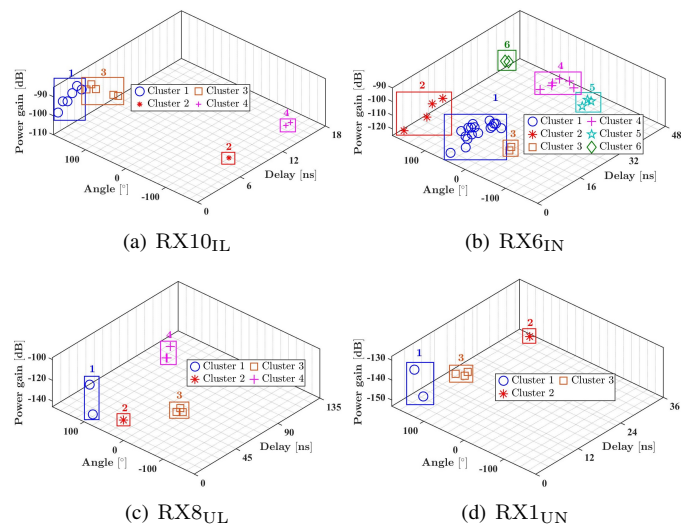 1
3
Cluster 1
Cluster 3
Cluster 2
Cluster 4
4
2
-90
-100
-110
100
0
-100
0
6
12
18
Power gain [dB]
Angle [°]
Delay [ns]
(a) RX10IL
6
4
2
1
5
3
Cluster 1
Cluster 4
Cluster 2
Cluster 5
Cluster 3
Cluster 6
-90
-100
-110
-120
100
0
-100
0
16
32
48
Power gain [dB]
Angle [°]
Delay [ns]
(b) RX6IN
4
1
2
3
Cluster 1
Cluster 3
Cluster 2
Cluster 4
-100
-120
-140
100
0
-100
0
45
90
135
Power gain [dB]
Angle [°]
Delay [ns]
(c) RX8UL
2
1
3
Cluster 1
Cluster 3
Cluster 2
-130
-140
-150
100
0
-100
0
12
24
36
Power gain [dB]
Angle [°]
Delay [ns]
(d) RX1UN